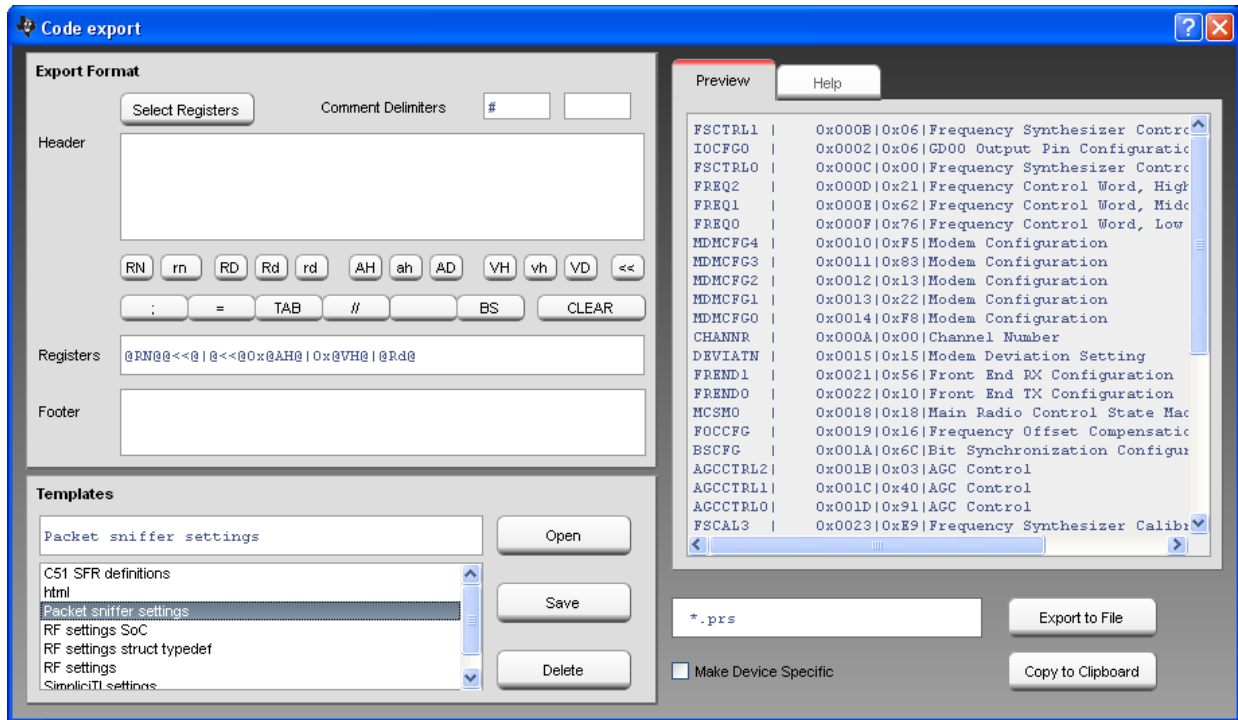 Code export
Export Format
Select Registers
Comment Delimiters
#
Header
RN rn RD Rd rd AH ah AD VH vh VD <<
; = TAB // BS CLEAR
Registers
@RN@@<<@|@<<@0x@AH@|0x@VH@|@Rd@
Footer
Templates
Packet sniffer settings
Open
C51 SFR definitions
html
Packet sniffer settings
RF settings SoC
RF settings struct typedef
RF settings
SimpliciTI settings
Save
Delete
Preview
Help
FSCTRL1 | 0x000B|0x06|Frequency Synthesizer Contro
IOCFG0 | 0x0002|0x06|GDO0 Output Pin Configuratio
FSCTRL0 | 0x000C|0x00|Frequency Synthesizer Contro
FREQ2 | 0x000D|0x21|Frequency Control Word, High
FREQ1 | 0x000E|0x62|Frequency Control Word, Midd
FREQ0 | 0x000F|0x76|Frequency Control Word, Low
MDMCFG4 | 0x0010|0xF5|Modem Configuration
MDMCFG3 | 0x0011|0x83|Modem Configuration
MDMCFG2 | 0x0012|0x13|Modem Configuration
MDMCFG1 | 0x0013|0x22|Modem Configuration
MDMCFG0 | 0x0014|0xF8|Modem Configuration
CHANNR | 0x000A|0x00|Channel Number
DEVIATN | 0x0015|0x15|Modem Deviation Setting
FREND1 | 0x0021|0x56|Front End RX Configuration
FREND0 | 0x0022|0x10|Front End TX Configuration
MCSM0 | 0x0018|0x18|Main Radio Control State Mac
FOCCFG | 0x0019|0x16|Frequency Offset Compensatio
BSCFG | 0x001A|0x6C|Bit Synchronization Configur
AGCCTRL2| 0x001B|0x03|AGC Control
AGCCTRL1| 0x001C|0x40|AGC Control
AGCCTRL0| 0x001D|0x91|AGC Control
FSCAL3 | 0x0023|0xE9|Frequency Synthesizer Calibr
*.prs
Export to File
Make Device Specific
Copy to Clipboard